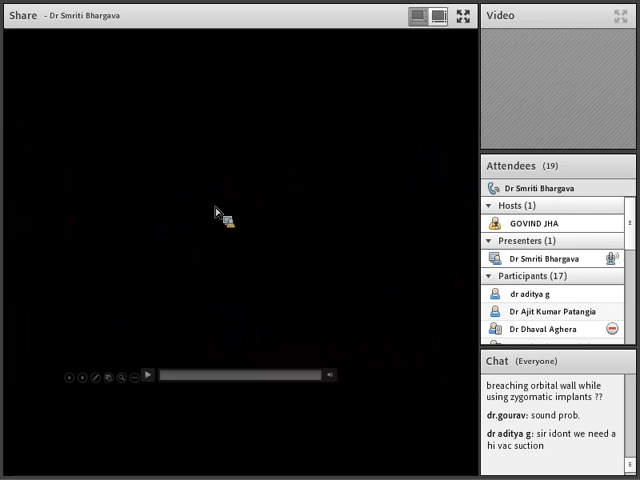 Share - Dr Smriti Bhargava
Video
Attendees (19)
Dr Smriti Bhargava
Hosts (1)
GOVIND JHA
Presenters (1)
Dr Smriti Bhargava
Participants (17)
dr aditya g
Dr Ajit Kumar Patangia
Dr Dhaval Aghera
Chat (Everyone)
breaching orbital wall while
using zygomatic implants ??
dr.gourav: sound prob.
dr aditya g: sir idont we need a
hi vac suction